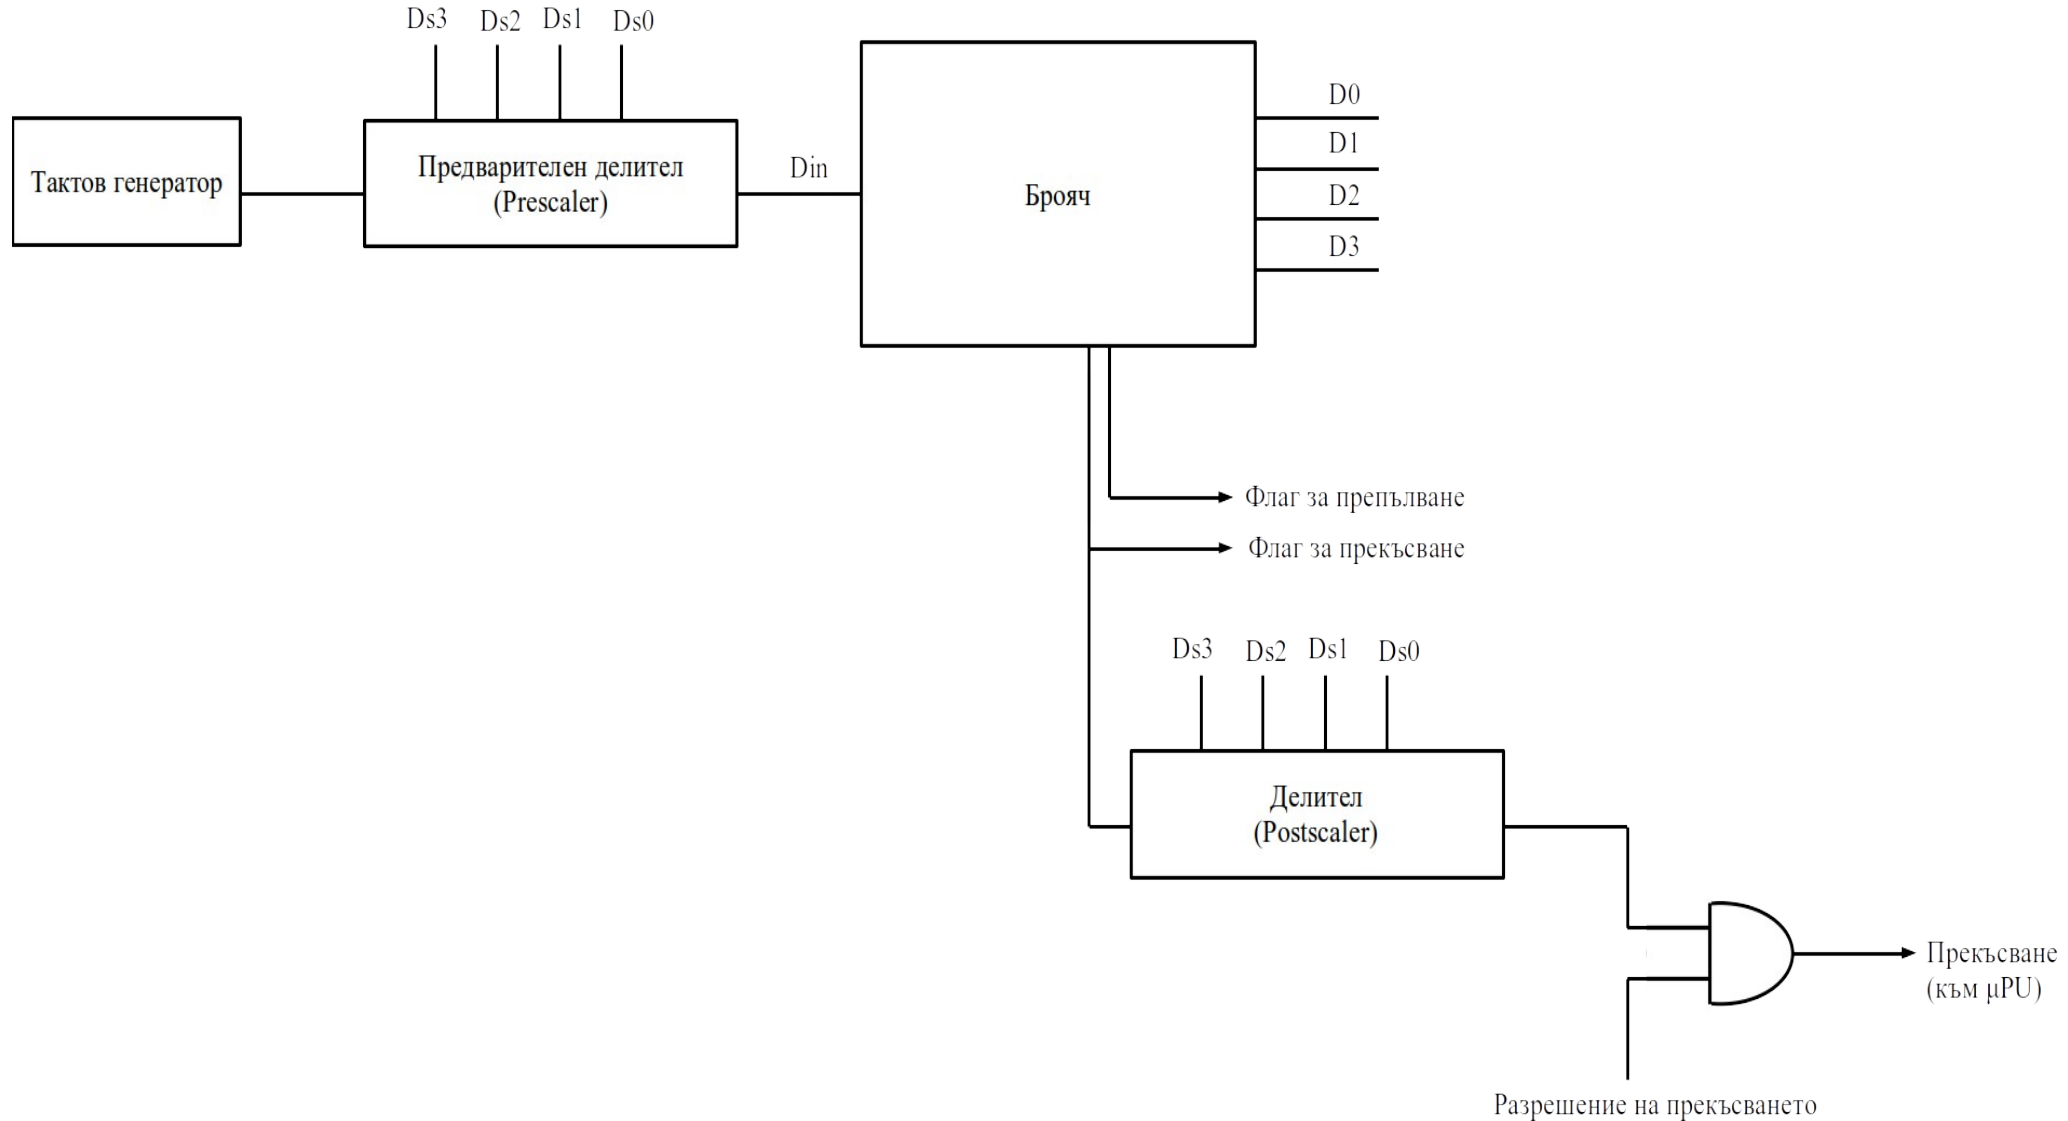 Ds3 Ds2 Ds1 Ds0
Тактов генератор
Предварителен делител
(Prescaler)
Din
Брояч
D0
D1
D2
D3
Флаг за препълване
Флаг за прекъсване
Ds3 Ds2 Ds1 Ds0
Делител
(Postscaler)
Прекъсване
(към μPU)
Разрешение на прекъсването